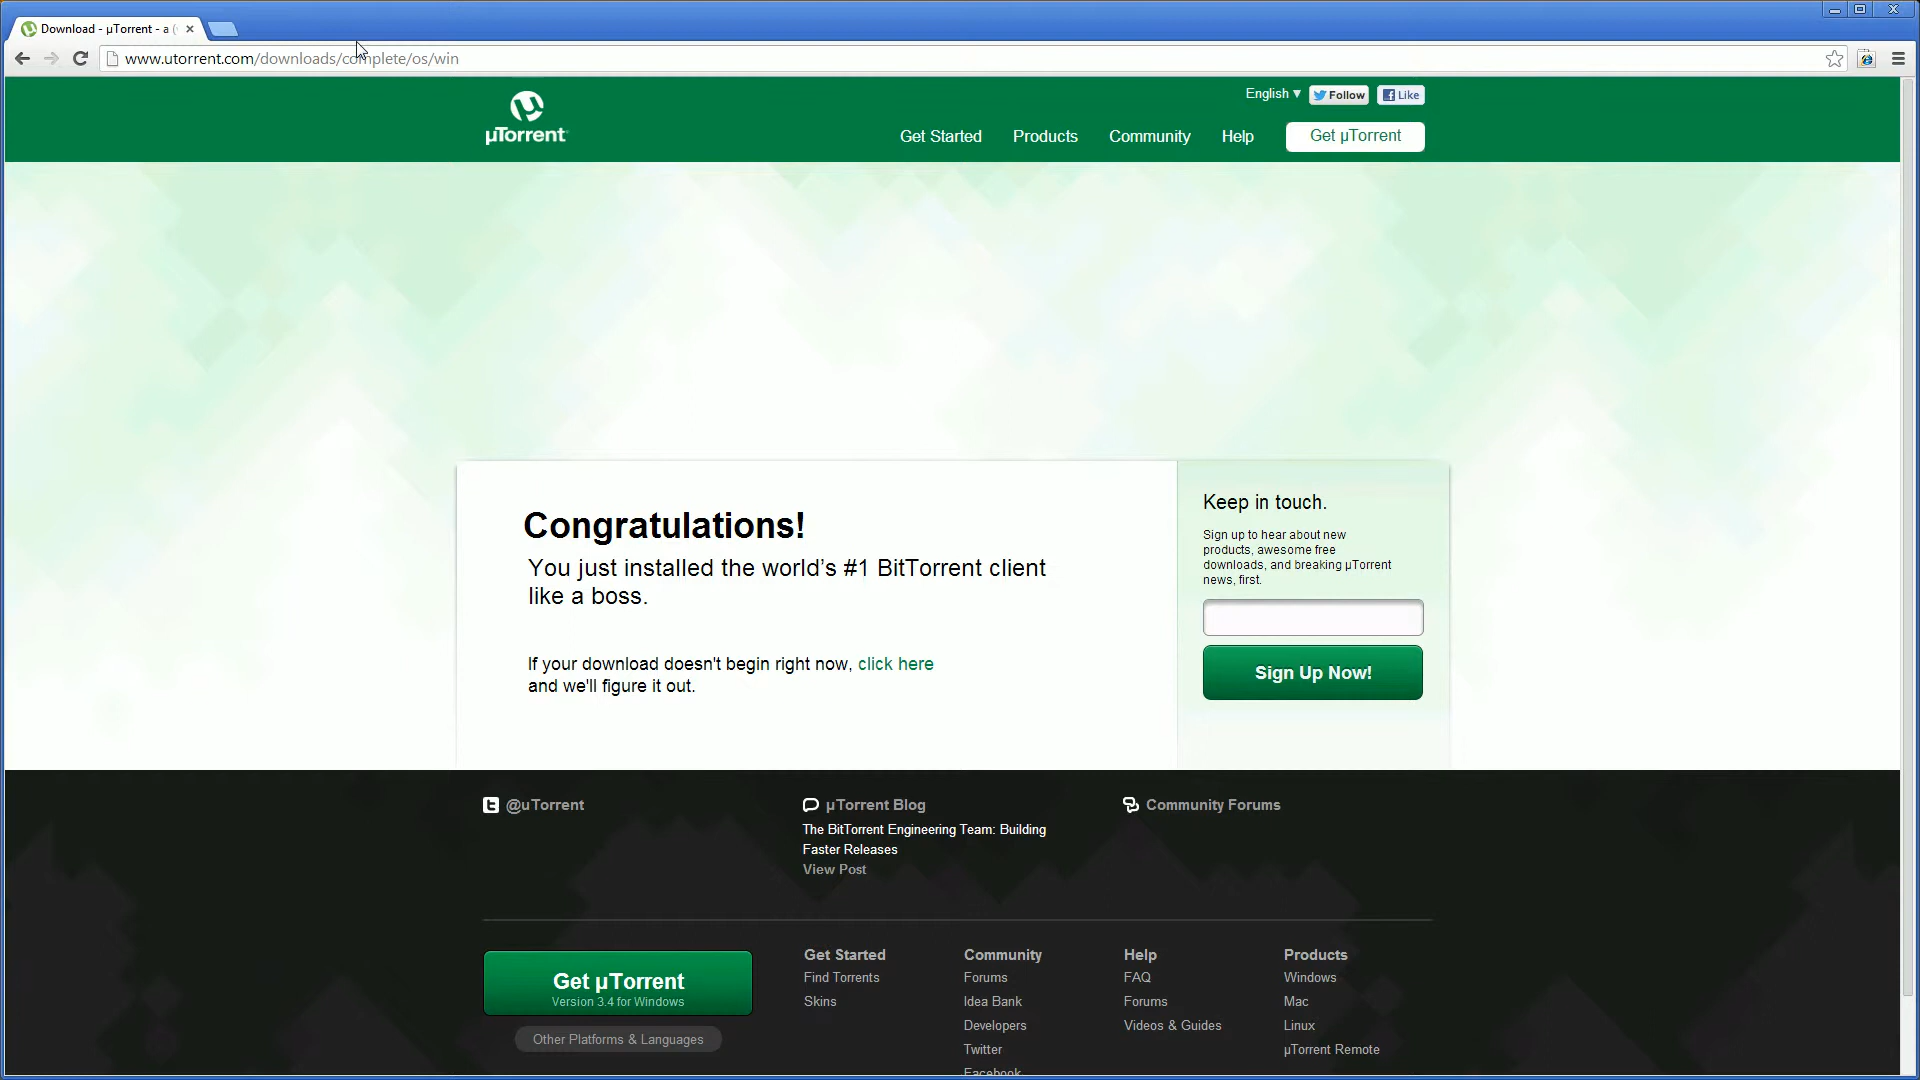 Download - µTorrent - a (
www.utorrent.com/downloads/complete/os/win
English ▾
Follow
Like
µTorrent
Get Started
Products
Community
Help
Get µTorrent
Congratulations!
You just installed the world's #1 BitTorrent client
like a boss.
If your download doesn't begin right now, click here
and we'll figure it out.
Keep in touch.
Sign up to hear about new
products, awesome free
downloads, and breaking µTorrent
news, first.
Sign Up Now!
@uTorrent
µTorrent Blog
The BitTorrent Engineering Team: Building
Faster Releases
View Post
Community Forums
Get µTorrent
Version 3.4 for Windows
Other Platforms & Languages
Get Started
Find Torrents
Skins
Community
Forums
Idea Bank
Developers
Twitter
Facebook
Help
FAQ
Forums
Videos & Guides
Products
Windows
Mac
Linux
µTorrent Remote